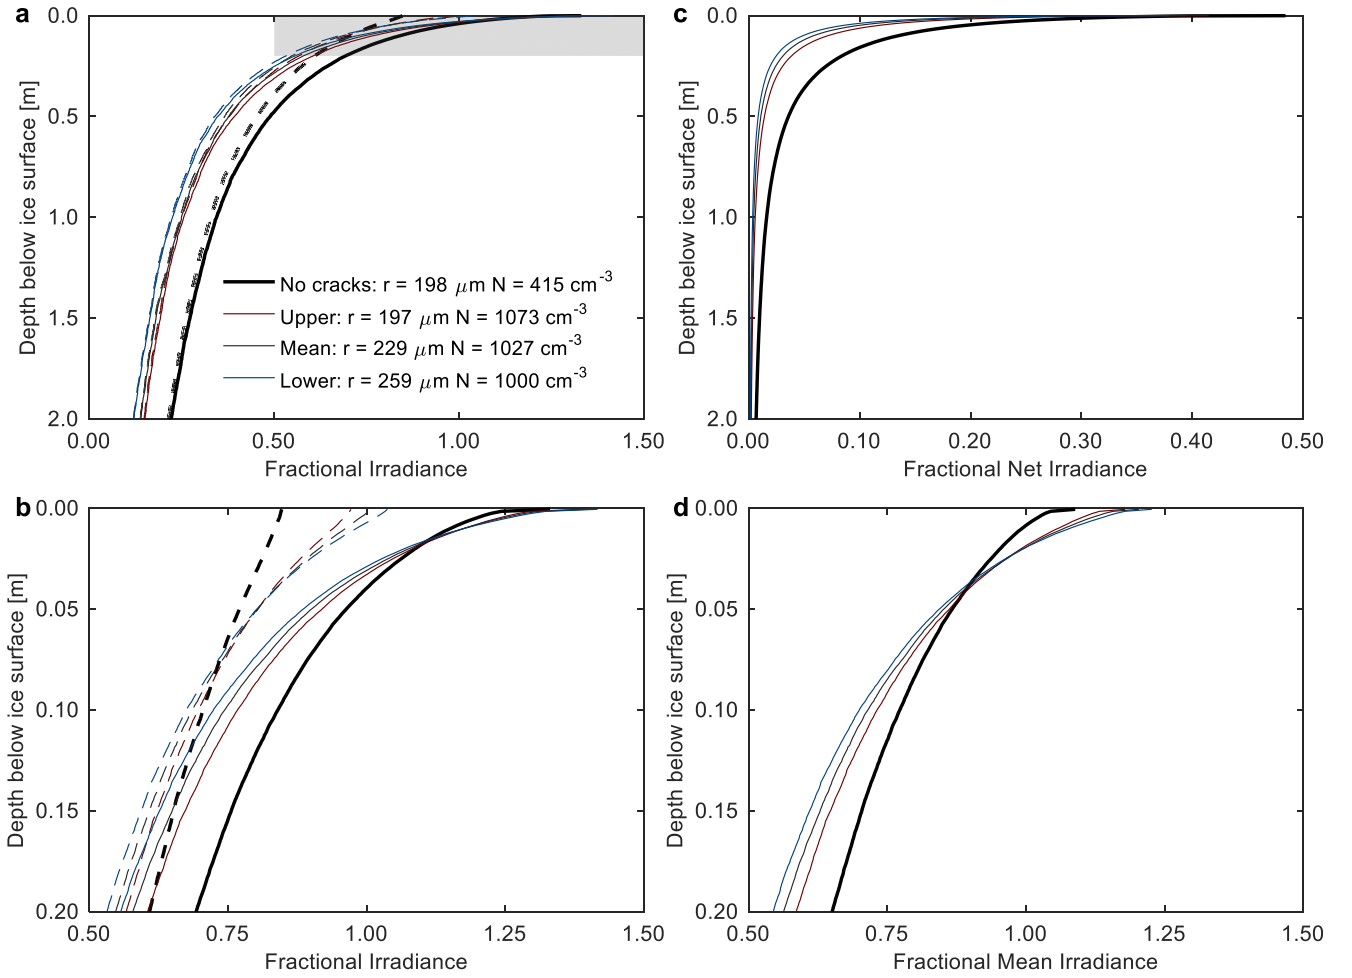 a
0.0
0.5
1.0
1.5
2.0
Depth below ice surface [m]
No cracks: r = 198 μm N = 415 cm-3
Upper: r = 197 μm N = 1073 cm-3
Mean: r = 229 μm N = 1027 cm-3
Lower: r = 259 μm N = 1000 cm-3
0.00 0.50 1.00 1.50
Fractional Irradiance
c
0.0
0.5
1.0
1.5
2.0
Depth below ice surface [m]
0.00 0.10 0.20 0.30 0.40 0.50
Fractional Net Irradiance
b
0.00
0.05
0.10
0.15
0.20
Depth below ice surface [m]
0.50 0.75 1.00 1.25 1.50
Fractional Irradiance
d
0.00
0.05
0.10
0.15
0.20
Depth below ice surface [m]
0.50 0.75 1.00 1.25 1.50
Fractional Mean Irradiance